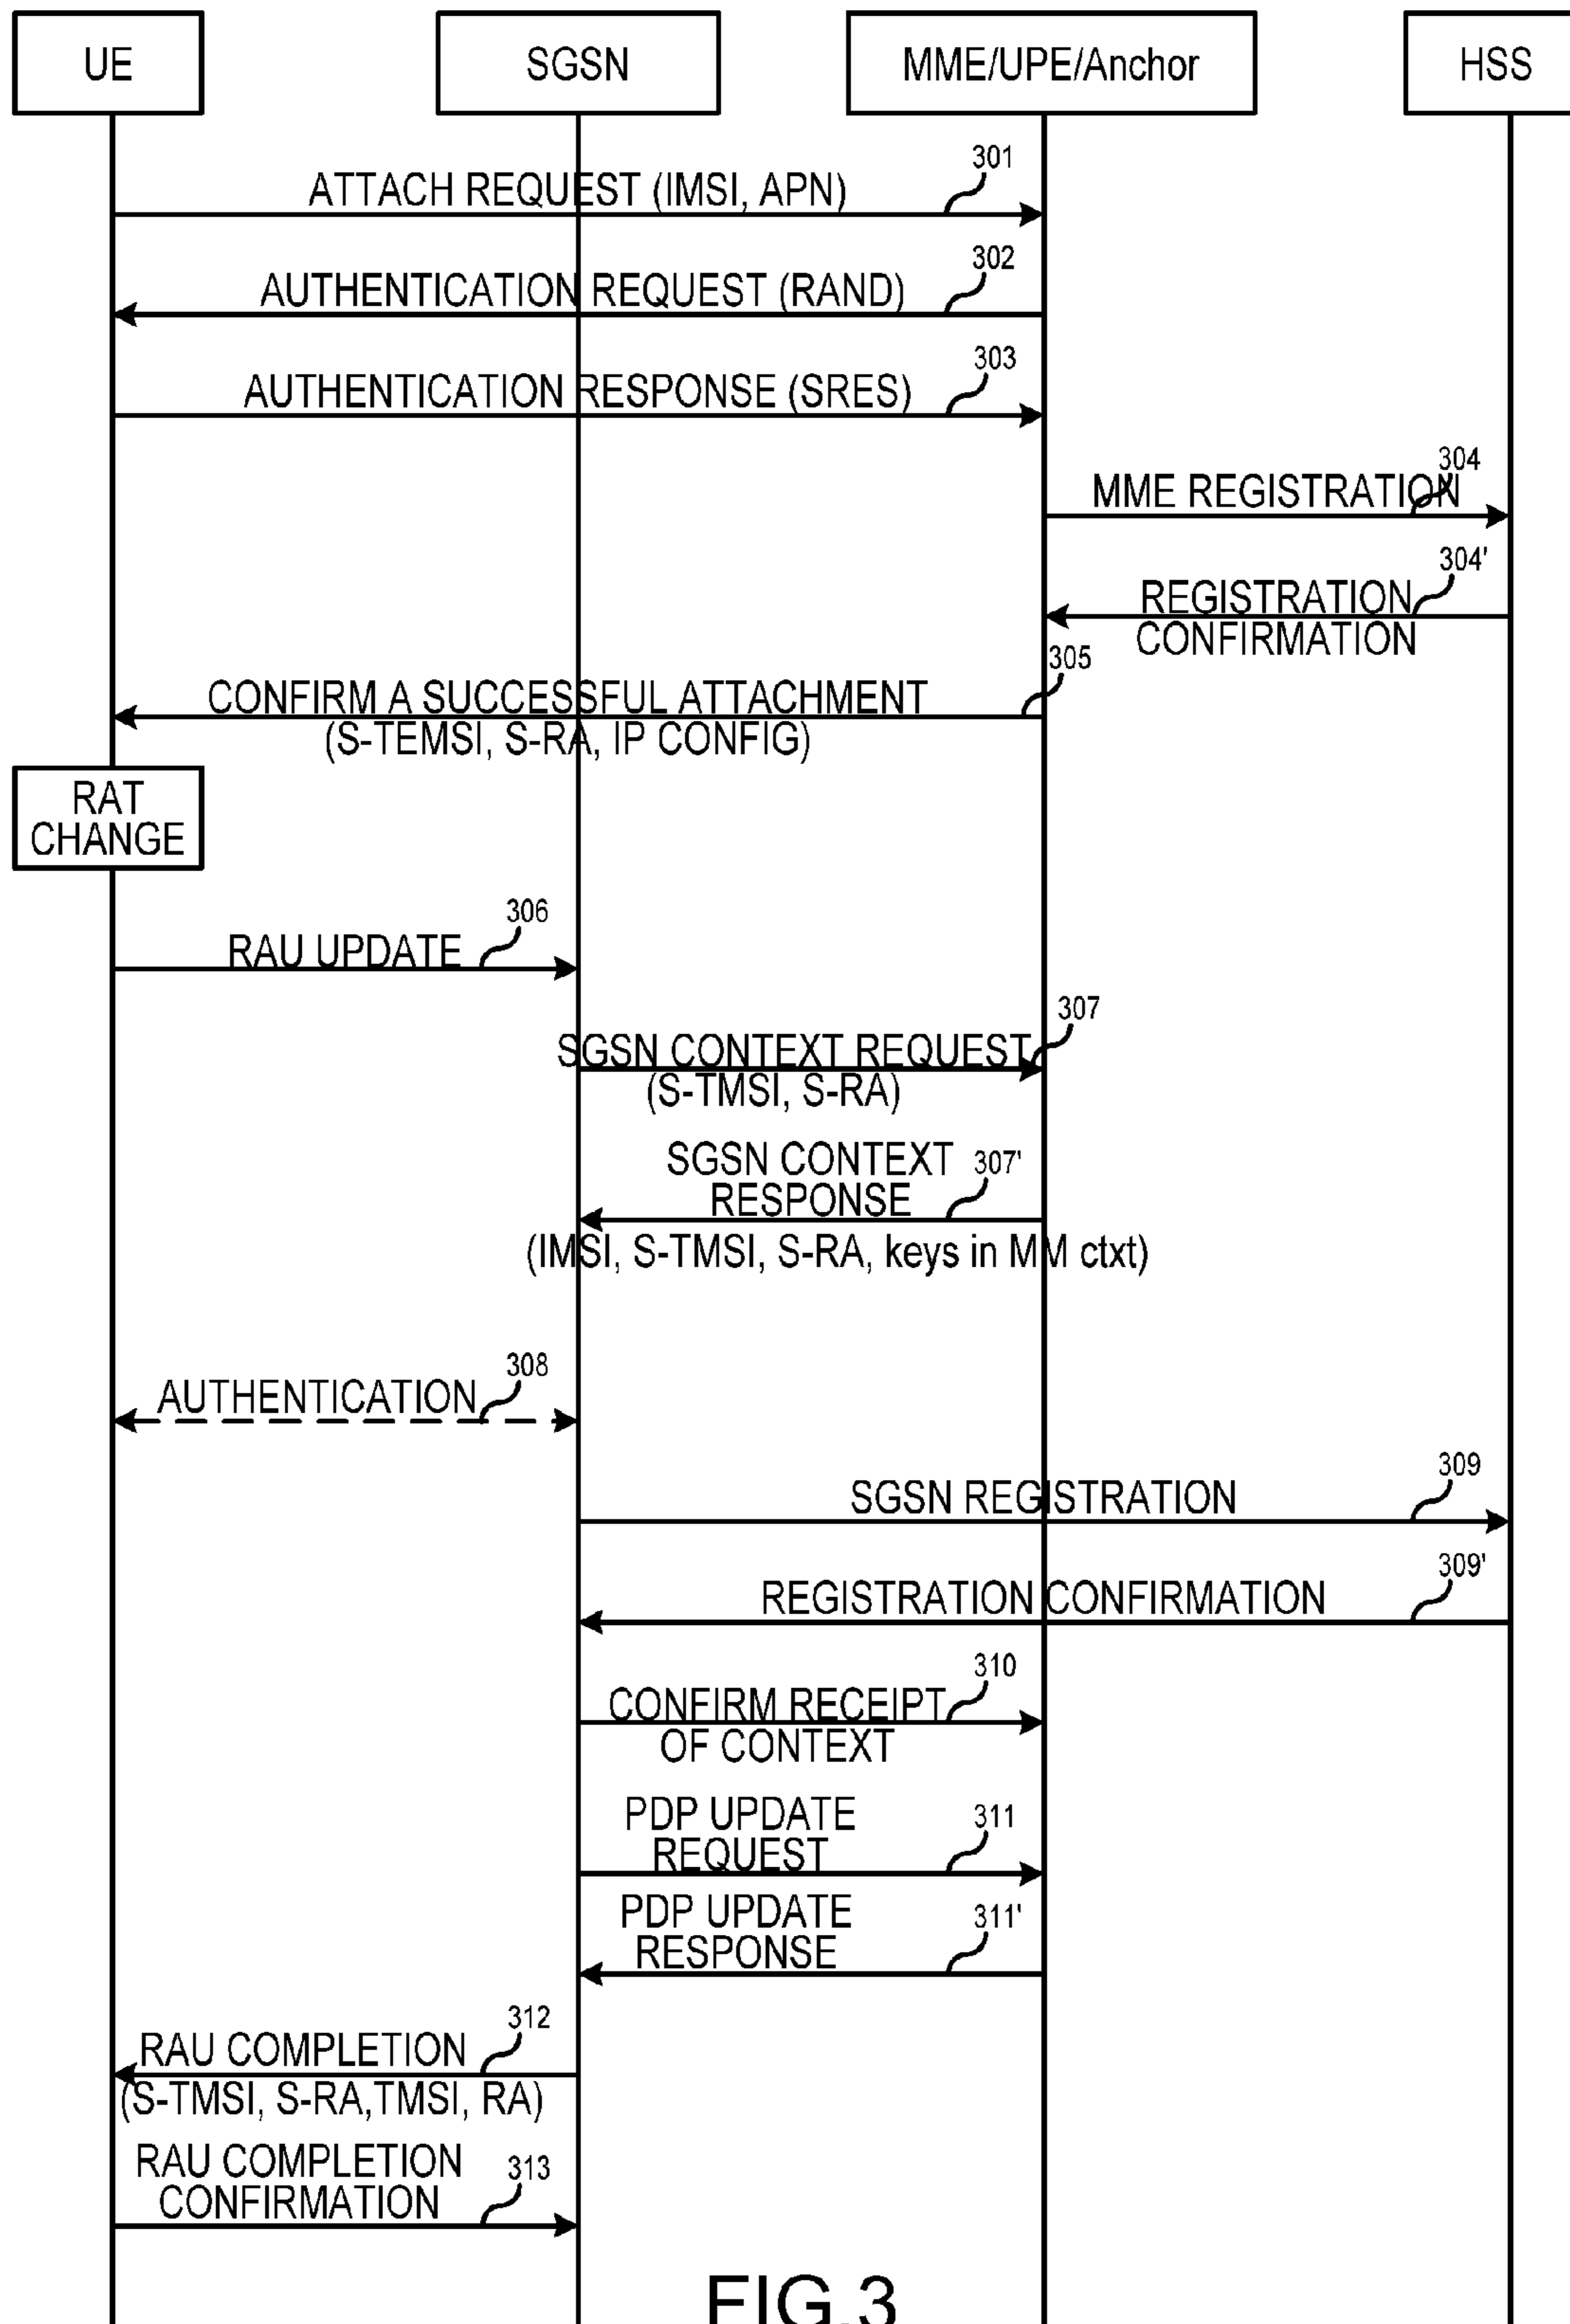 UE
SGSN
MME/UPE/Anchor
HSS
301
ATTACH REQUEST (IMSI, APN)
302
AUTHENTICATION REQUEST (RAND)
303
AUTHENTICATION RESPONSE (SRES)
304
MME REGISTRATION
304'
REGISTRATION
CONFIRMATION
305
CONFIRM A SUCCESSFUL ATTACHMENT
(S-TEMSI, S-RA, IP CONFIG)
RAT
CHANGE
306
RAU UPDATE
307
SGSN CONTEXT REQUEST
(S-TMSI, S-RA)
SGSN CONTEXT
307'
RESPONSE
(IMSI, S-TMSI, S-RA, keys in MM ctxt)
308
AUTHENTICATION
309
SGSN REGISTRATION
309'
REGISTRATION CONFIRMATION
310
CONFIRM RECEIPT
OF CONTEXT
PDP UPDATE
311
REQUEST
PDP UPDATE
311'
RESPONSE
312
RAU COMPLETION
(S-TMSI, S-RA,TMSI, RA)
RAU COMPLETION
313
CONFIRMATION
FIG.3